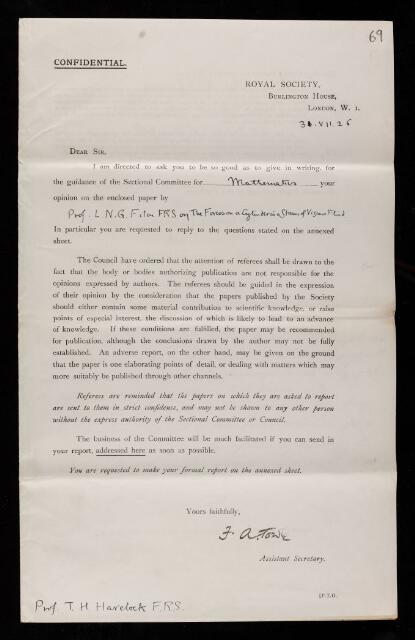 69
CONFIDENTIAL.
ROYAL SOCIETY,
BURLINGTON HOUSE,
LONDON, W. 1.
30.VII.26
DEAR SIR,
I am directed to ask you to be so good as to give in writing, for
the guidance of the Sectional Committee for Mathematics your
opinion on the enclosed paper by
Prof. L.N.G. Filon FRS on The Forces on a Cylinder in a Stream of Viscous Fluid
In particular you are requested to reply to the questions stated on the annexed
sheet.
The Council have ordered that the attention of referees shall be drawn to the
fact that the body or bodies authorizing publication are not responsible for the
opinions expressed by authors. The referees should be guided in the expression
of their opinion by the consideration that the papers published by the Society
should either contain some material contribution to scientific knowledge, or raise
points of especial interest, the discussion of which is likely to lead to an advance
of knowledge. If these conditions are fulfilled, the paper may be recommended
for publication, although the conclusions drawn by the author may not be fully
established. An adverse report, on the other hand, may be given on the ground
that the paper is one elaborating points of detail, or dealing with matters which may
more suitably be published through other channels.
Referees are reminded that the papers on which they are asked to report
are sent to them in strict confidence, and may not be shown to any other person
without the express authority of the Sectional Committee or Council.
The business of the Committee will be much facilitated if you can send in
your report, addressed here as soon as possible.
You are requested to make your formal report on the annexed sheet.
Yours faithfully,
F. A. Towle
Assistant Secretary.
[P.T.O.
Prof. T. H. Havelock F.R.S.